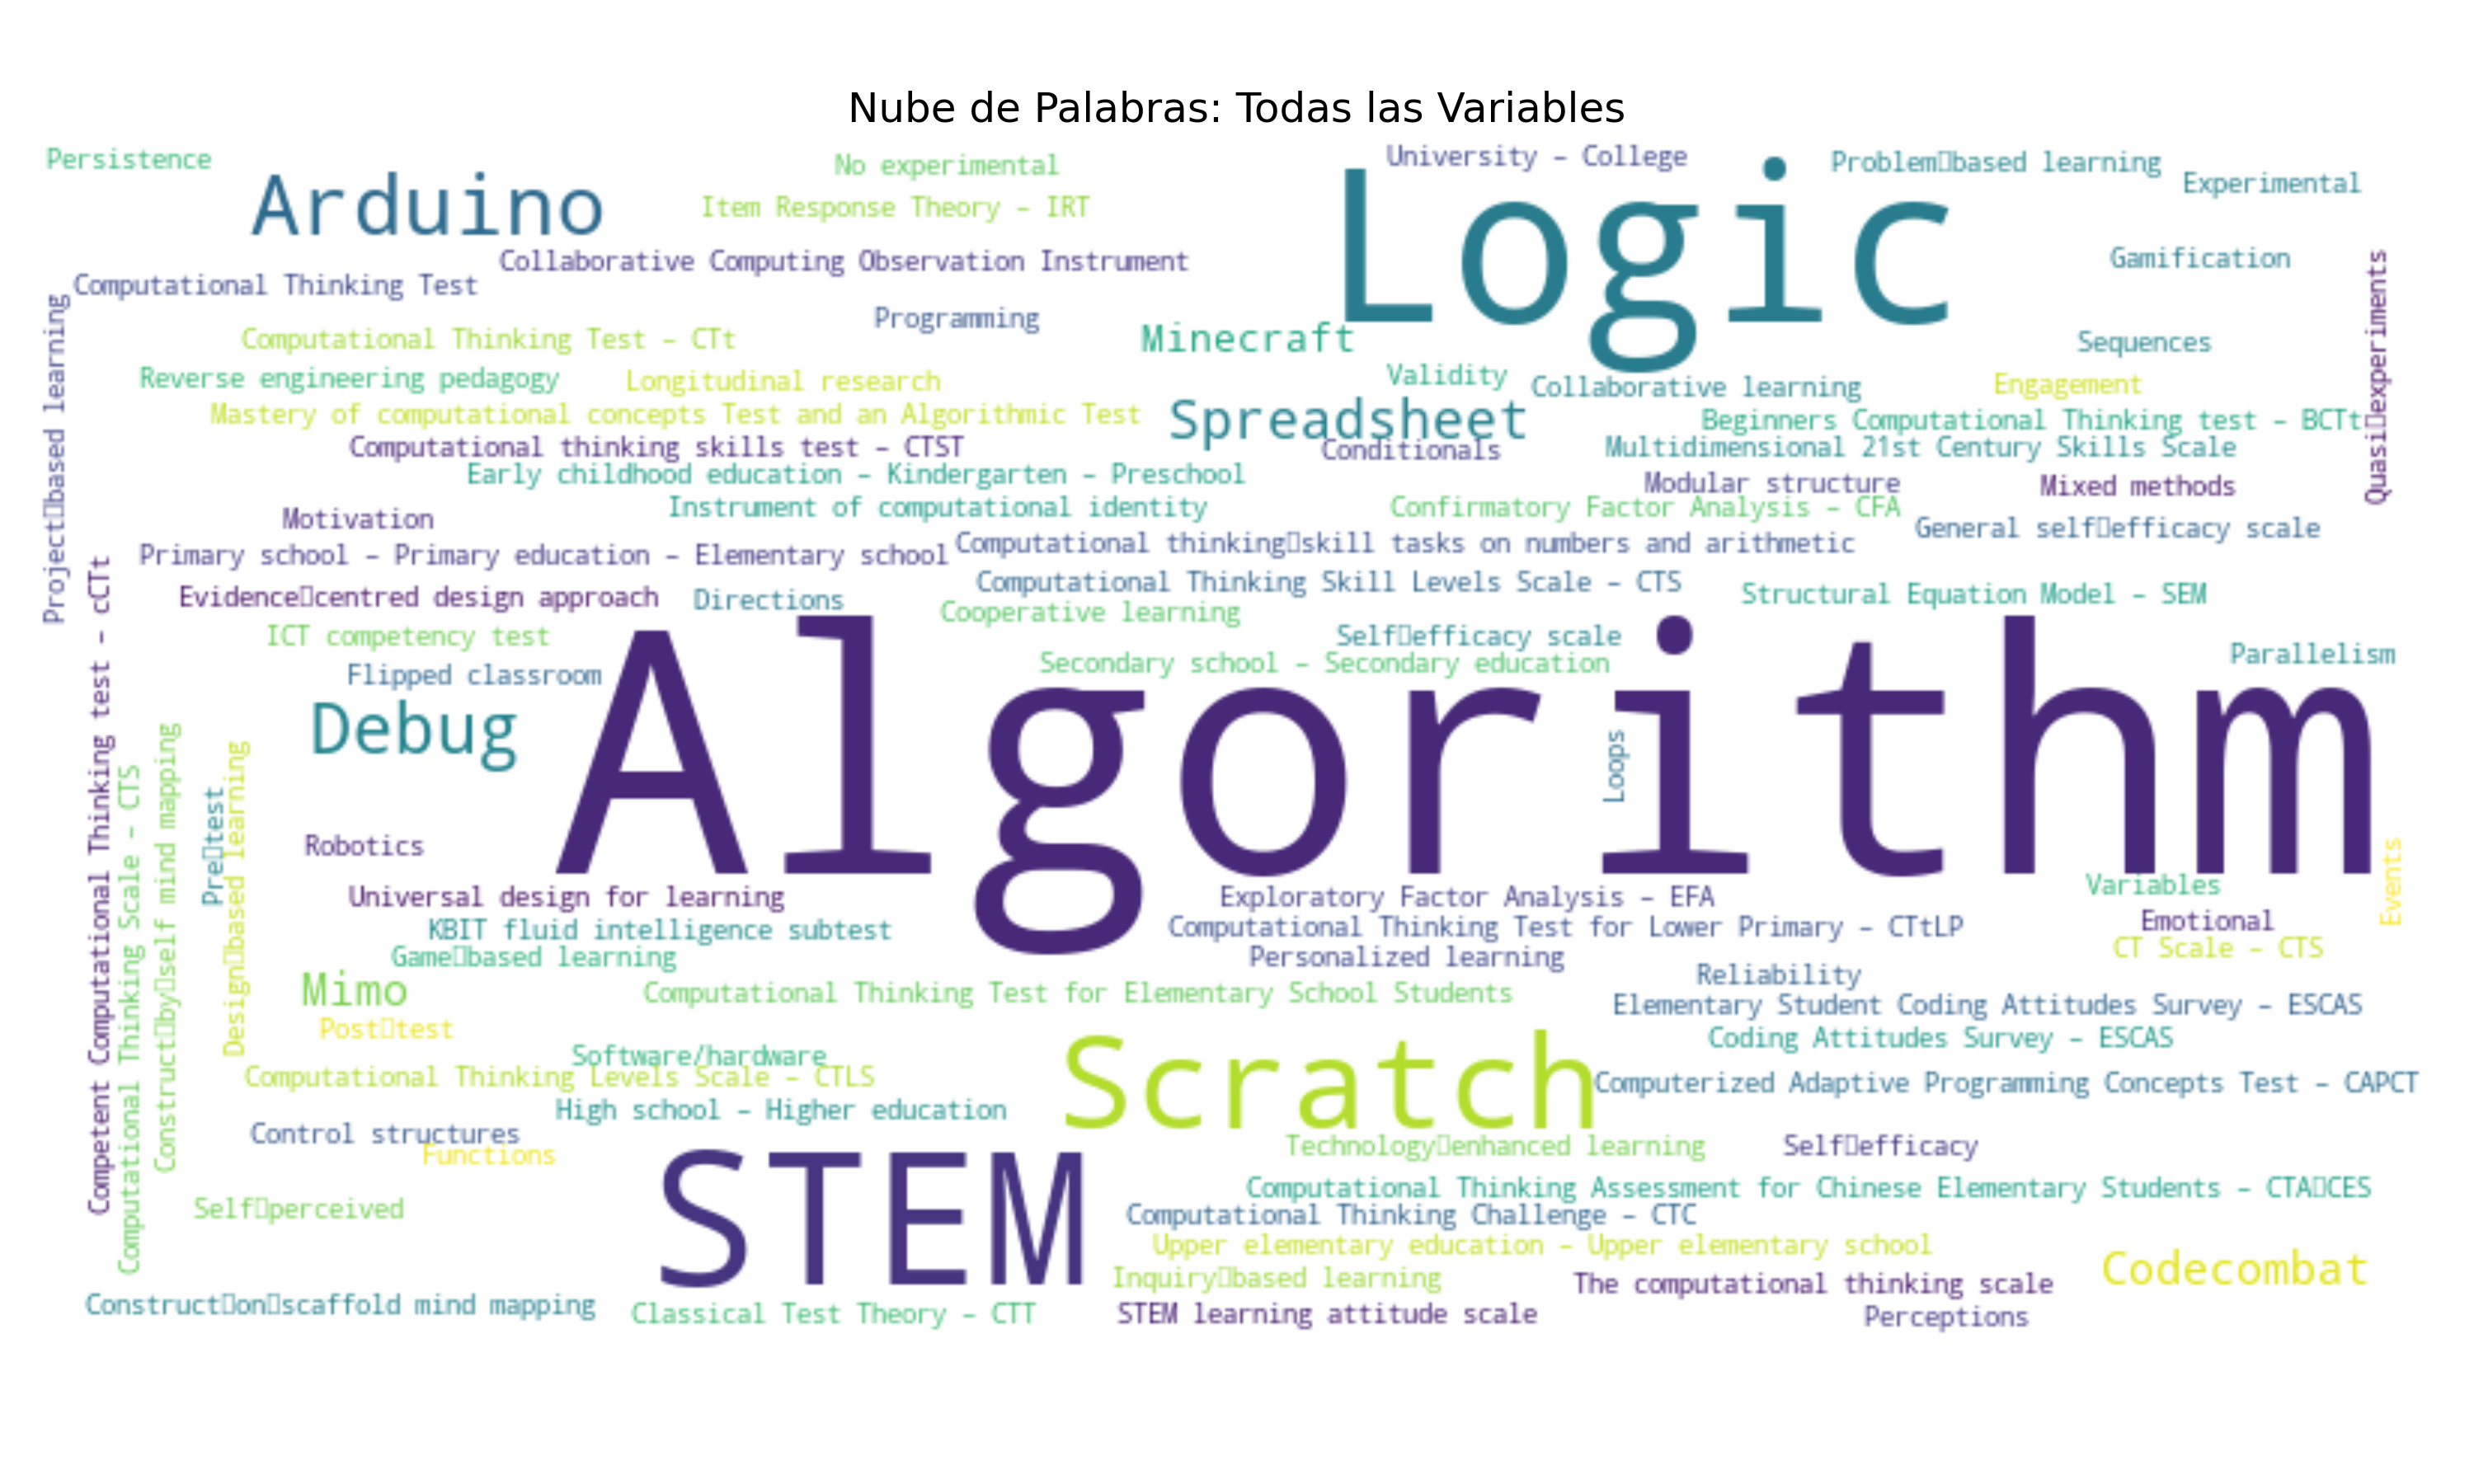 Nube de Palabras: Todas las Variables
Persistence
No experimental
University – College
Problem▯based learning
Experimental
Arduino
Item Response Theory – IRT
Logic
Collaborative Computing Observation Instrument
Gamification
Computational Thinking Test
Programming
Quasi▯experiments
Project▯based learning
Computational Thinking Test – CTt
Minecraft
Sequences
Reverse engineering pedagogy
Longitudinal research
Validity
Collaborative learning
Engagement
Mastery of computational concepts Test and an Algorithmic Test
Spreadsheet
Beginners Computational Thinking test – BCTt
Computational thinking skills test – CTST
Conditionals
Multidimensional 21st Century Skills Scale
Early childhood education – Kindergarten – Preschool
Modular structure
Mixed methods
Instrument of computational identity
Confirmatory Factor Analysis – CFA
Motivation
General self▯efficacy scale
Primary school – Primary education – Elementary school
Computational thinking▯skill tasks on numbers and arithmetic
Computational Thinking Skill Levels Scale – CTS
Structural Equation Model – SEM
Evidence▯centred design approach
Directions
Cooperative learning
ICT competency test
Self▯efficacy scale
Secondary school – Secondary education
Parallelism
Flipped classroom
Debug
Algorithm
Loops
Competent Computational Thinking test – cCTt
Computational Thinking Scale – CTS
Construct▯by▯self mind mapping
Pre▯test
Design▯based learning
Robotics
Events
Universal design for learning
Exploratory Factor Analysis – EFA
Variables
KBIT fluid intelligence subtest
Computational Thinking Test for Lower Primary – CTtLP
Emotional
Game▯based learning
Personalized learning
CT Scale – CTS
Mimo
Computational Thinking Test for Elementary School Students
Reliability
Elementary Student Coding Attitudes Survey – ESCAS
Post▯test
Coding Attitudes Survey – ESCAS
Software/hardware
Scratch
Computational Thinking Levels Scale – CTLS
Computerized Adaptive Programming Concepts Test – CAPCT
High school – Higher education
Control structures
Functions
Technology▯enhanced learning
Self▯efficacy
STEM
Computational Thinking Assessment for Chinese Elementary Students – CTA▯CES
Self▯perceived
Computational Thinking Challenge – CTC
Upper elementary education – Upper elementary school
Inquiry▯based learning
The computational thinking scale
Codecombat
Construct▯on▯scaffold mind mapping
Classical Test Theory – CTT
STEM learning attitude scale
Perceptions